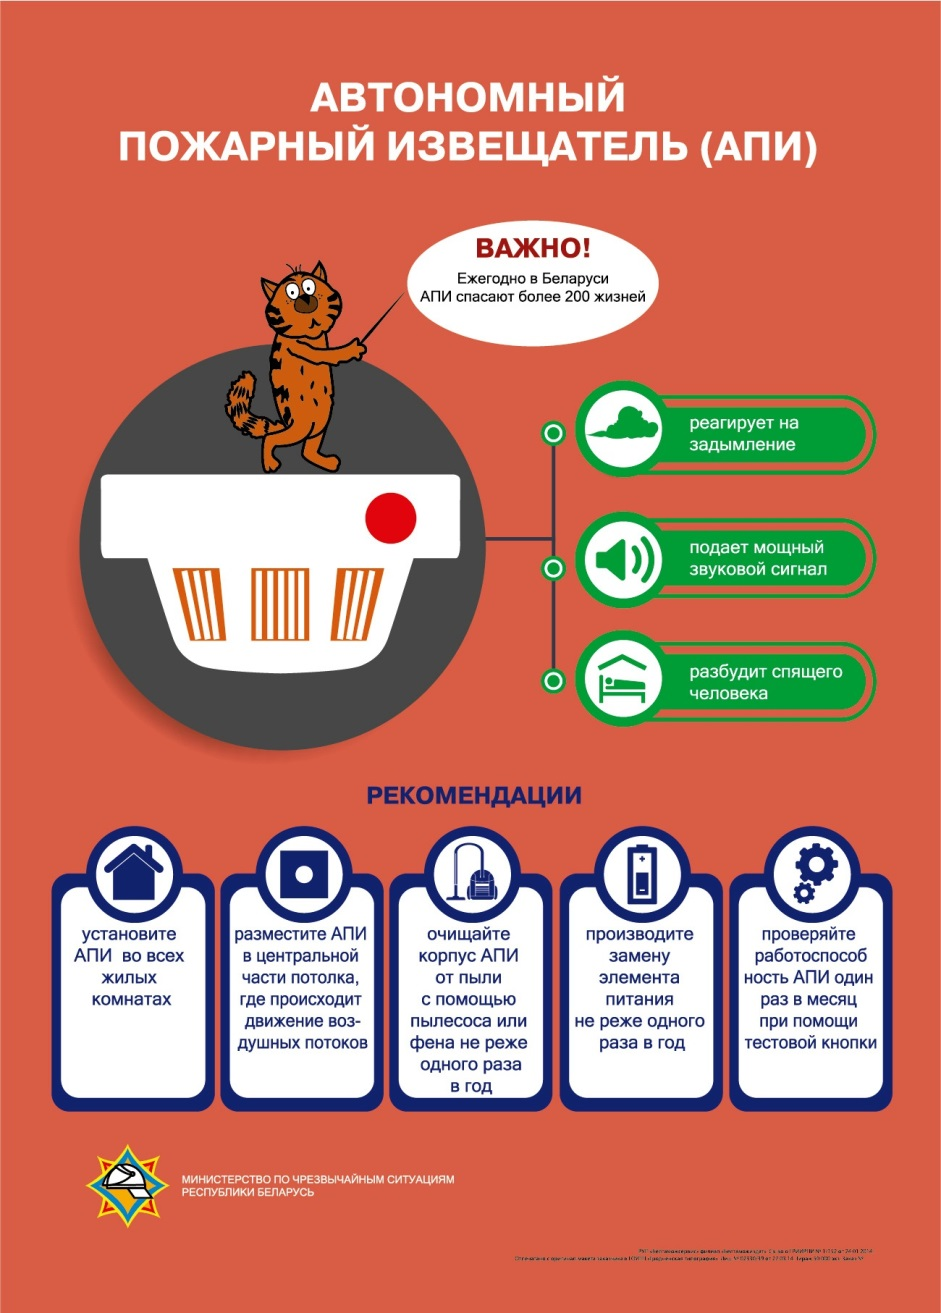 АВТОНОМНЫЙ
ПОЖАРНЫЙ ИЗВЕЩАТЕЛЬ (АПИ)
ВАЖНО!
Ежегодно в Беларуси
АПИ спасают более 200 жизней
реагирует на
задымление
подает мощный
звуковой сигнал
разбудит спящего
человека
РЕКОМЕНДАЦИИ
установите
АПИ во всех
жилых
комнатах
разместите АПИ
в центральной
части потолка,
где происходит
движение воз-
душных потоков
очищайте
корпус АПИ
от пыли
с помощью
пылесоса или
фена не реже
одного раза
в год
производите
замену
элемента
питания
не реже одного
раза в год
проверяйте
работоспособ
ность АПИ один
раз в месяц
при помощи
тестовой кнопки
МИНИСТЕРСТВО ПО ЧРЕЗВЫЧАЙНЫМ СИТУАЦИЯМ
РЕСПУБЛИКИ БЕЛАРУСЬ